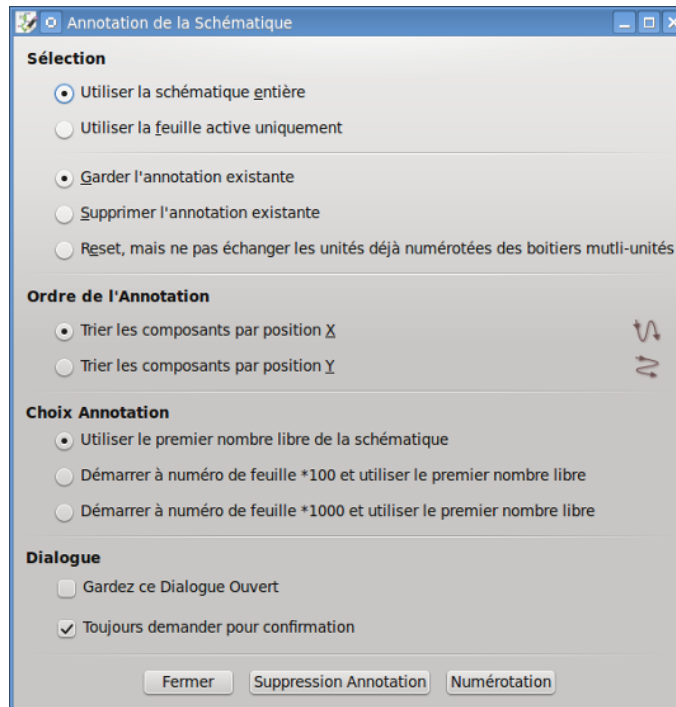 Annotation de la Schématique
Sélection
Utiliser la schématique entière
Utiliser la feuille active uniquement
Garder l'annotation existante
Supprimer l'annotation existante
Reset, mais ne pas échanger les unités déjà numérotées des boitiers mutli-unités
Ordre de l'Annotation
Trier les composants par position X
Trier les composants par position Y
Choix Annotation
Utiliser le premier nombre libre de la schématique
Démarrer à numéro de feuille *100 et utiliser le premier nombre libre
Démarrer à numéro de feuille *1000 et utiliser le premier nombre libre
Dialogue
Gardez ce Dialogue Ouvert
Toujours demander pour confirmation
Fermer Suppression Annotation Numérotation